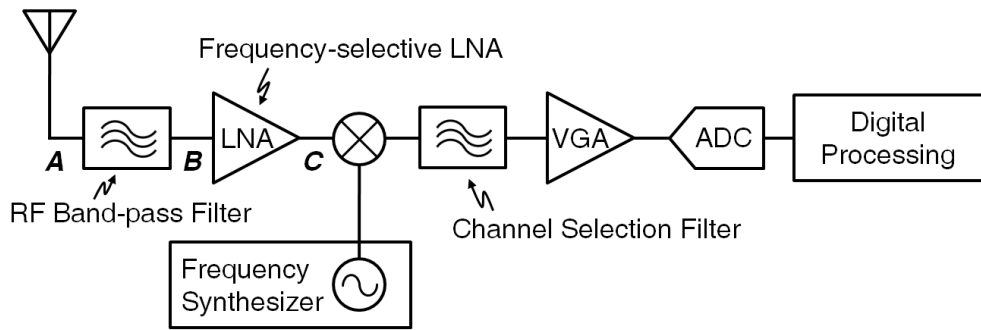 Frequency-selective LNA
LNA
VGA
ADC
Digital
Processing
A
B
C
RF Band-pass Filter
Channel Selection Filter
Frequency
Synthesizer